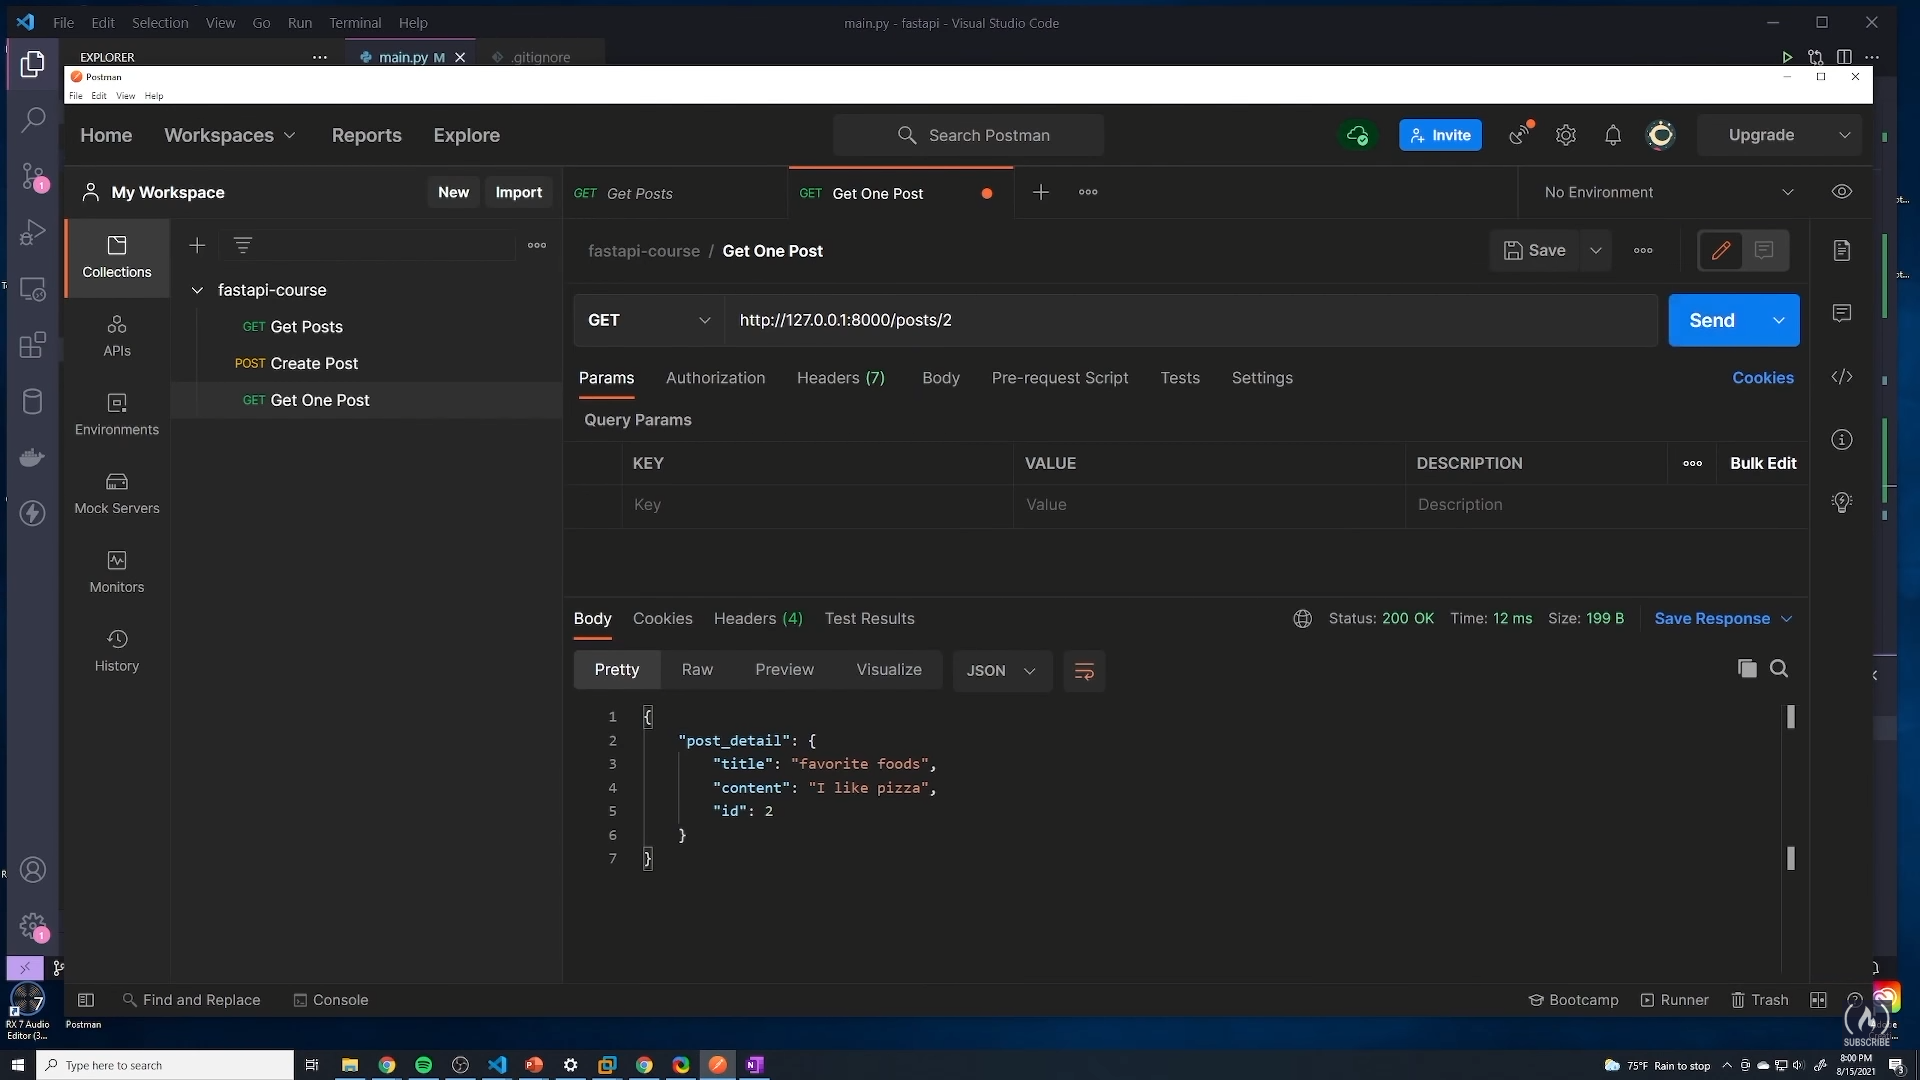 File Edit Selection View Go Run Terminal Help
main.py - fastapi - Visual Studio Code
EXPLORER
main.py M
.gitignore
Postman
File Edit View Help
Home Workspaces Reports Explore
Search Postman
Invite
Upgrade
My Workspace
New Import
GET Get Posts
GET Get One Post
No Environment
Collections
APIs
Environments
Mock Servers
Monitors
History
fastapi-course
GET Get Posts
POST Create Post
GET Get One Post
fastapi-course / Get One Post
Save
GET http://127.0.0.1:8000/posts/2
Send
Params Authorization Headers (7) Body Pre-request Script Tests Settings
Cookies
Query Params
KEY VALUE DESCRIPTION Bulk Edit
Key Value Description
Body Cookies Headers (4) Test Results
Status: 200 OK Time: 12 ms Size: 199 B Save Response
Pretty Raw Preview Visualize JSON
1 {
2 "post_detail": {
3 "title": "favorite foods",
4 "content": "I like pizza",
5 "id": 2
6 }
7 }
1
1
Find and Replace Console
Bootcamp Runner Trash
RX 7 Audio
Editor (3...
Postman
SUBSCRIBE
Type here to search
75°F Rain to stop
8:00 PM
8/15/2021
3